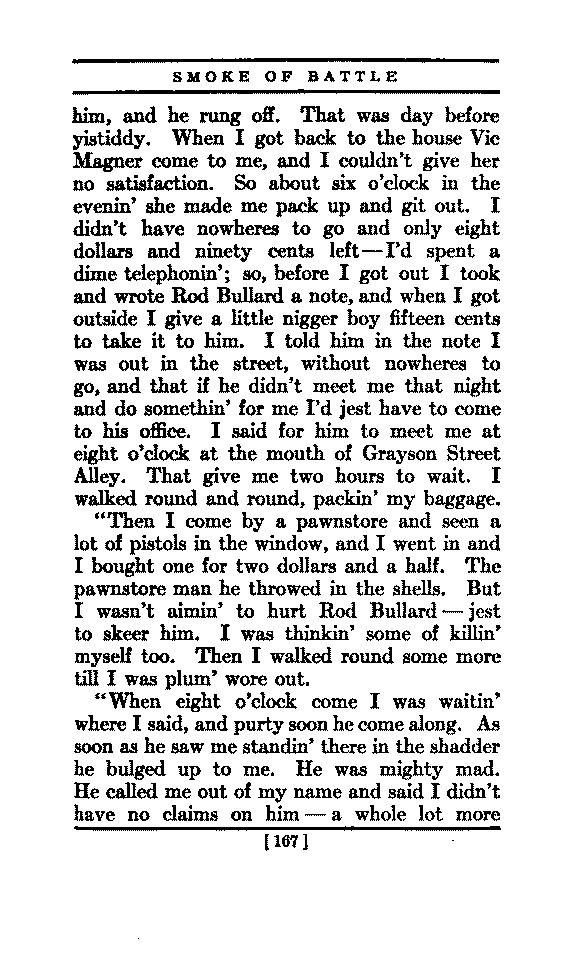 SMOKE OF BATTLE
him, and he rung off. That was day before
yistiddy. When I got back to the house Vic
Magner come to me, and I couldn't give her
no satisfaction. So about six o'clock in the
evenin' she made me pack up and git out. I
didn't have nowheres to go and only eight
dollars and ninety cents left—I'd spent a
dime telephonin'; so, before I got out I took
and wrote Rod Bullard a note, and when I got
outside I give a little nigger boy fifteen cents
to take it to him. I told him in the note I
was out in the street, without nowheres to
go, and that if he didn't meet me that night
and do somethin' for me I'd jest have to come
to his office. I said for him to meet me at
eight o'clock at the mouth of Grayson Street
Alley. That give me two hours to wait. I
walked round and round, packin' my baggage.
"Then I come by a pawnstore and seen a
lot of pistols in the window, and I went in and
I bought one for two dollars and a half. The
pawnstore man he throwed in the shells. But
I wasn't aimin' to hurt Rod Bullard—jest
to skeer him. I was thinkin' some of killin'
myself too. Then I walked round some more
till I was plum' wore out.
"When eight o'clock come I was waitin'
where I said, and purty soon he come along. As
soon as he saw me standin' there in the shadder
he bulged up to me. He was mighty mad.
He called me out of my name and said I didn't
have no claims on him—a whole lot more
[167]